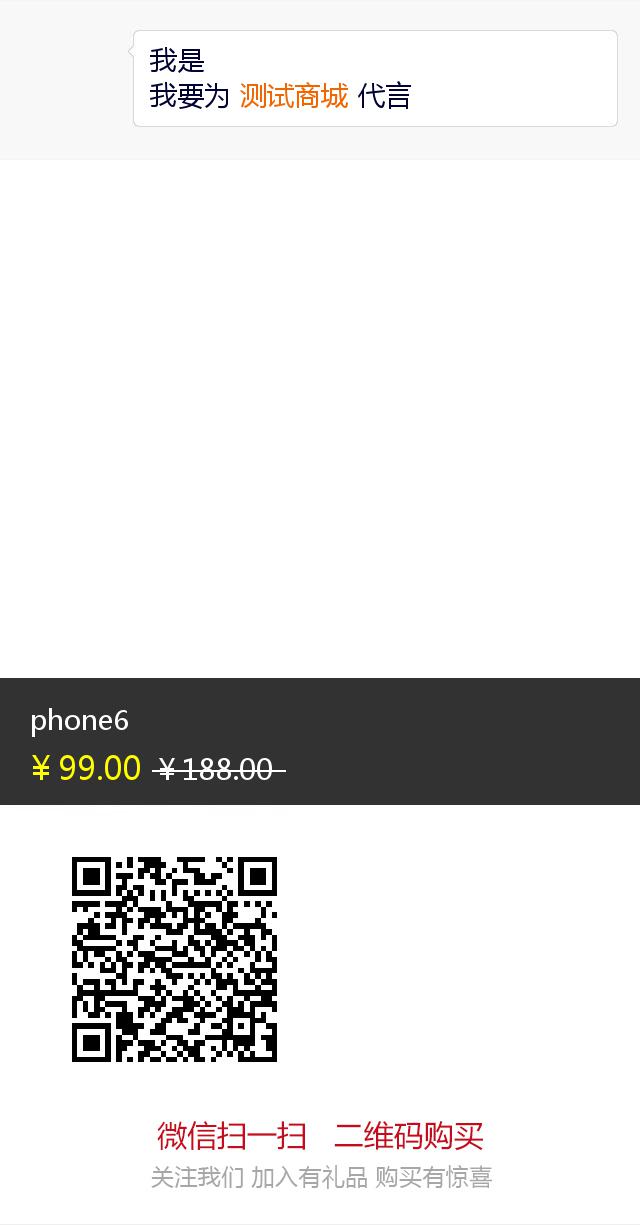 我是
我要为 测试商城 代言
phone6
¥ 99.00 ¥ 188.00
微信扫一扫 二维码购买
关注我们 加入有礼品 购买有惊喜